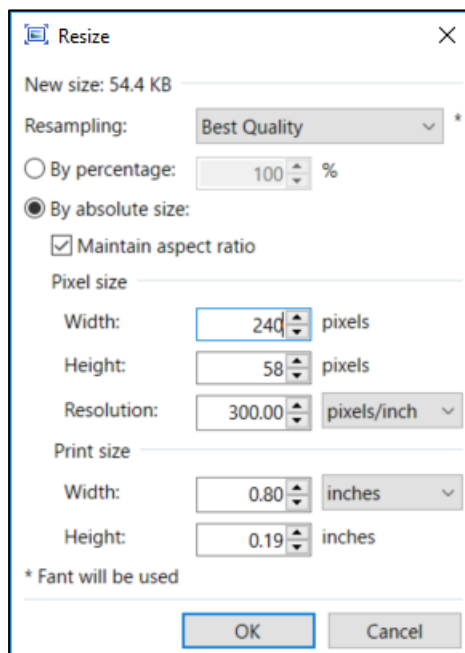 Resize
New size: 54.4 KB
Resampling: Best Quality *
By percentage: 100 %
By absolute size:
Maintain aspect ratio
Pixel size
Width: 240 pixels
Height: 58 pixels
Resolution: 300.00 pixels/inch
Print size
Width: 0.80 inches
Height: 0.19 inches
* Fant will be used
OK Cancel